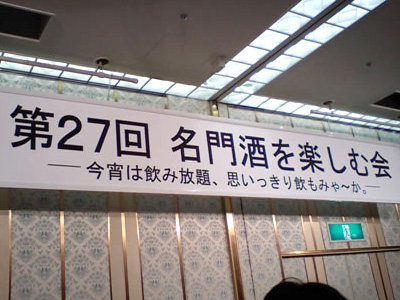 第27回 名門酒を楽しむ会
―今宵は飲み放題、思いっきり飲もみゃ～か。―